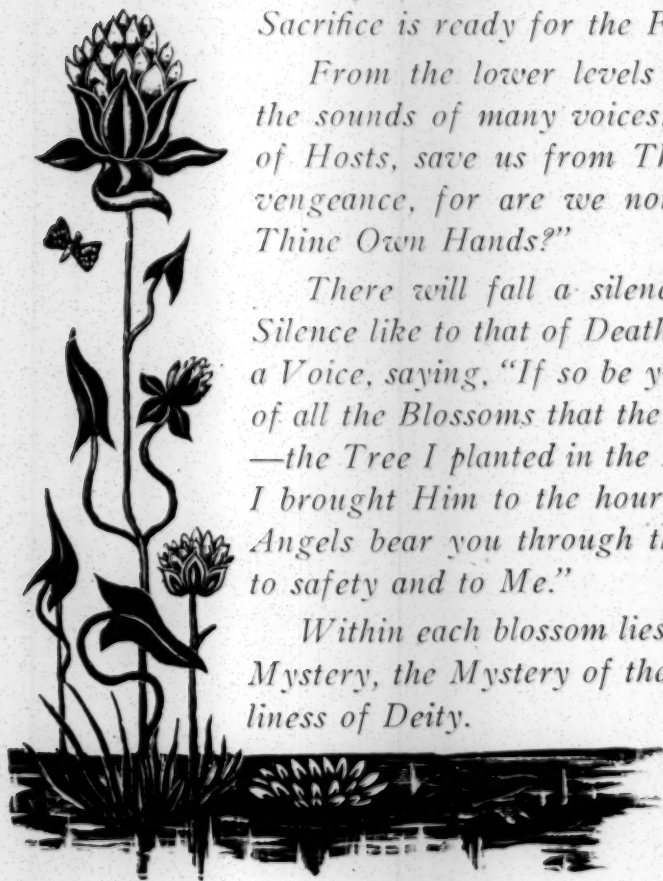 Sacrifice is ready for the F
From the lower levels
the sounds of many voices,
of Hosts, save us from Th
vengeance, for are we no
Thine Own Hands?”
There will fall a silenc
Silence like to that of Death
a Voice, saying, “If so be y
of all the Blossoms that the
—the Tree I planted in the
I brought Him to the hour
Angels bear you through th
to safety and to Me.”
Within each blossom lies
Mystery, the Mystery of the
liness of Deity.